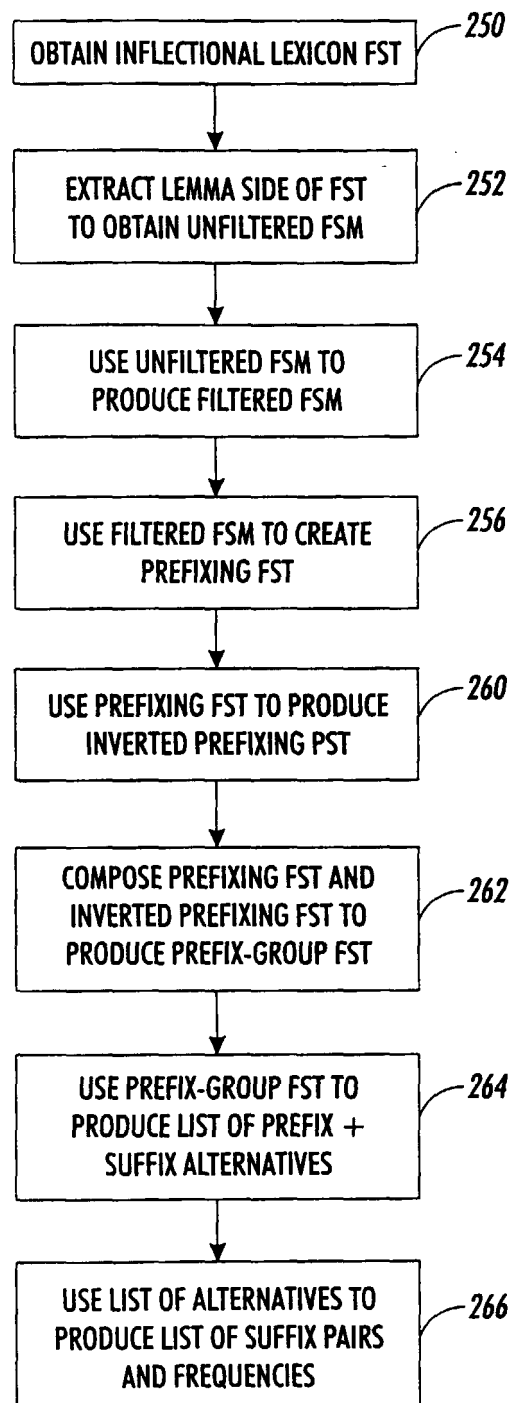 OBTAIN INFLECTIONAL LEXICON FST
250
EXTRACT LEMMA SIDE OF FST
TO OBTAIN UNFILTERED FSM
252
USE UNFILTERED FSM TO
PRODUCE FILTERED FSM
254
USE FILTERED FSM TO CREATE
PREFIXING FST
256
USE PREFIXING FST TO PRODUCE
INVERTED PREFIXING PST
260
COMPOSE PREFIXING FST AND
INVERTED PREFIXING FST TO
PRODUCE PREFIX-GROUP FST
262
USE PREFIX-GROUP FST TO
PRODUCE LIST OF PREFIX +
SUFFIX ALTERNATIVES
264
USE LIST OF ALTERNATIVES TO
PRODUCE LIST OF SUFFIX PAIRS
AND FREQUENCIES
266